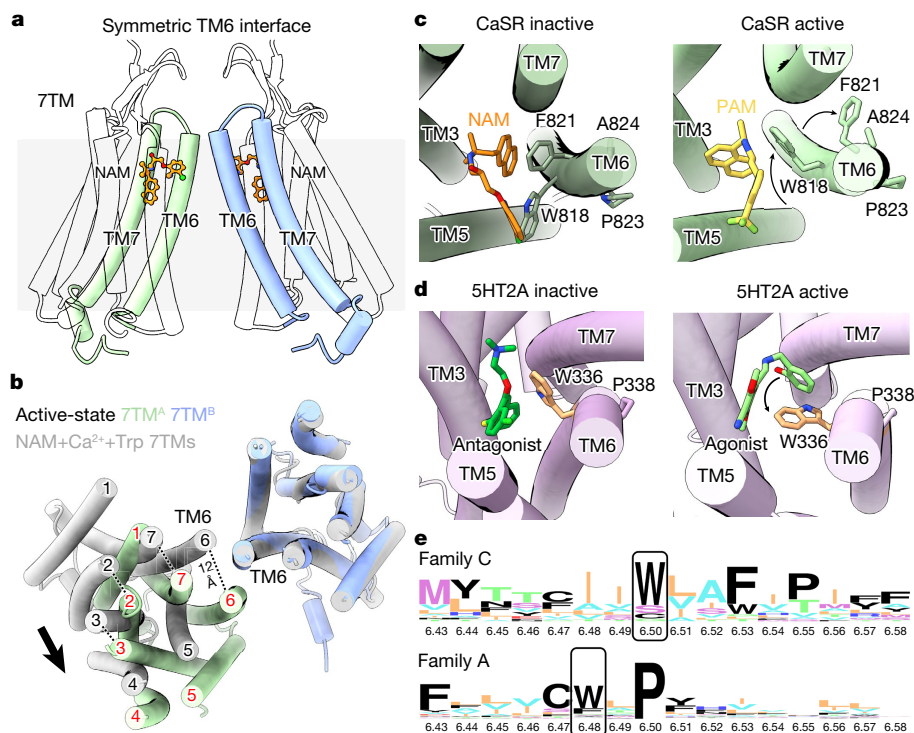 a
Symmetric TM6 interface
7TM
NAM
NAM
TM7
TM6
TM6
TM7
b
Active-state 7TMA 7TMB
NAM+Ca2++Trp 7TMs
1
1
7
TM6
6
12 Å
2
2
7
6
3
3
5
4
4
5
TM6
c
CaSR inactive
TM7
NAM
F821
A824
TM3
TM6
W818
P823
TM5
CaSR active
TM7
F821
PAM
A824
TM3
TM6
W818
P823
TM5
d
5HT2A inactive
TM7
TM3
W336
P338
Antagonist
TM6
TM5
5HT2A active
TM7
TM3
P338
Agonist
W336
TM6
TM5
e
Family C
M Y T T C I I W L A F I P I F F
6.43 6.44 6.45 6.46 6.47 6.48 6.49 6.50 6.51 6.52 6.53 6.54 6.55 6.56 6.57 6.58
Family A
F C W P
6.43 6.44 6.45 6.46 6.47 6.48 6.49 6.50 6.51 6.52 6.53 6.54 6.55 6.56 6.57 6.58